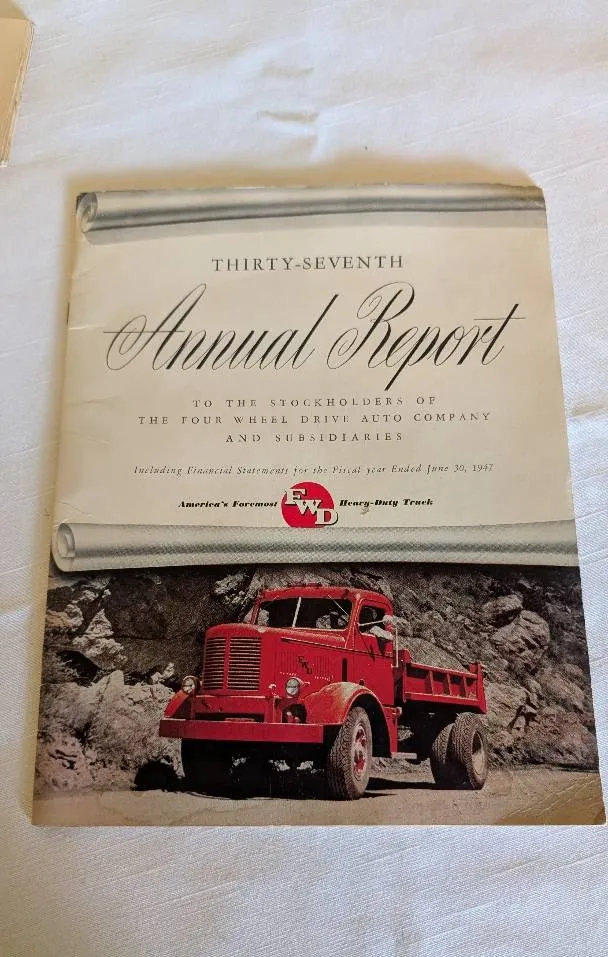 THIRTY-SEVENTH
Annual Report
TO THE STOCKHOLDERS OF
THE FOUR WHEEL DRIVE AUTO COMPANY
AND SUBSIDIARIES
Including Financial Statements for the Fiscal year Ended June 30, 1947
America's Foremost FWD Heavy-Duty Truck
FWD